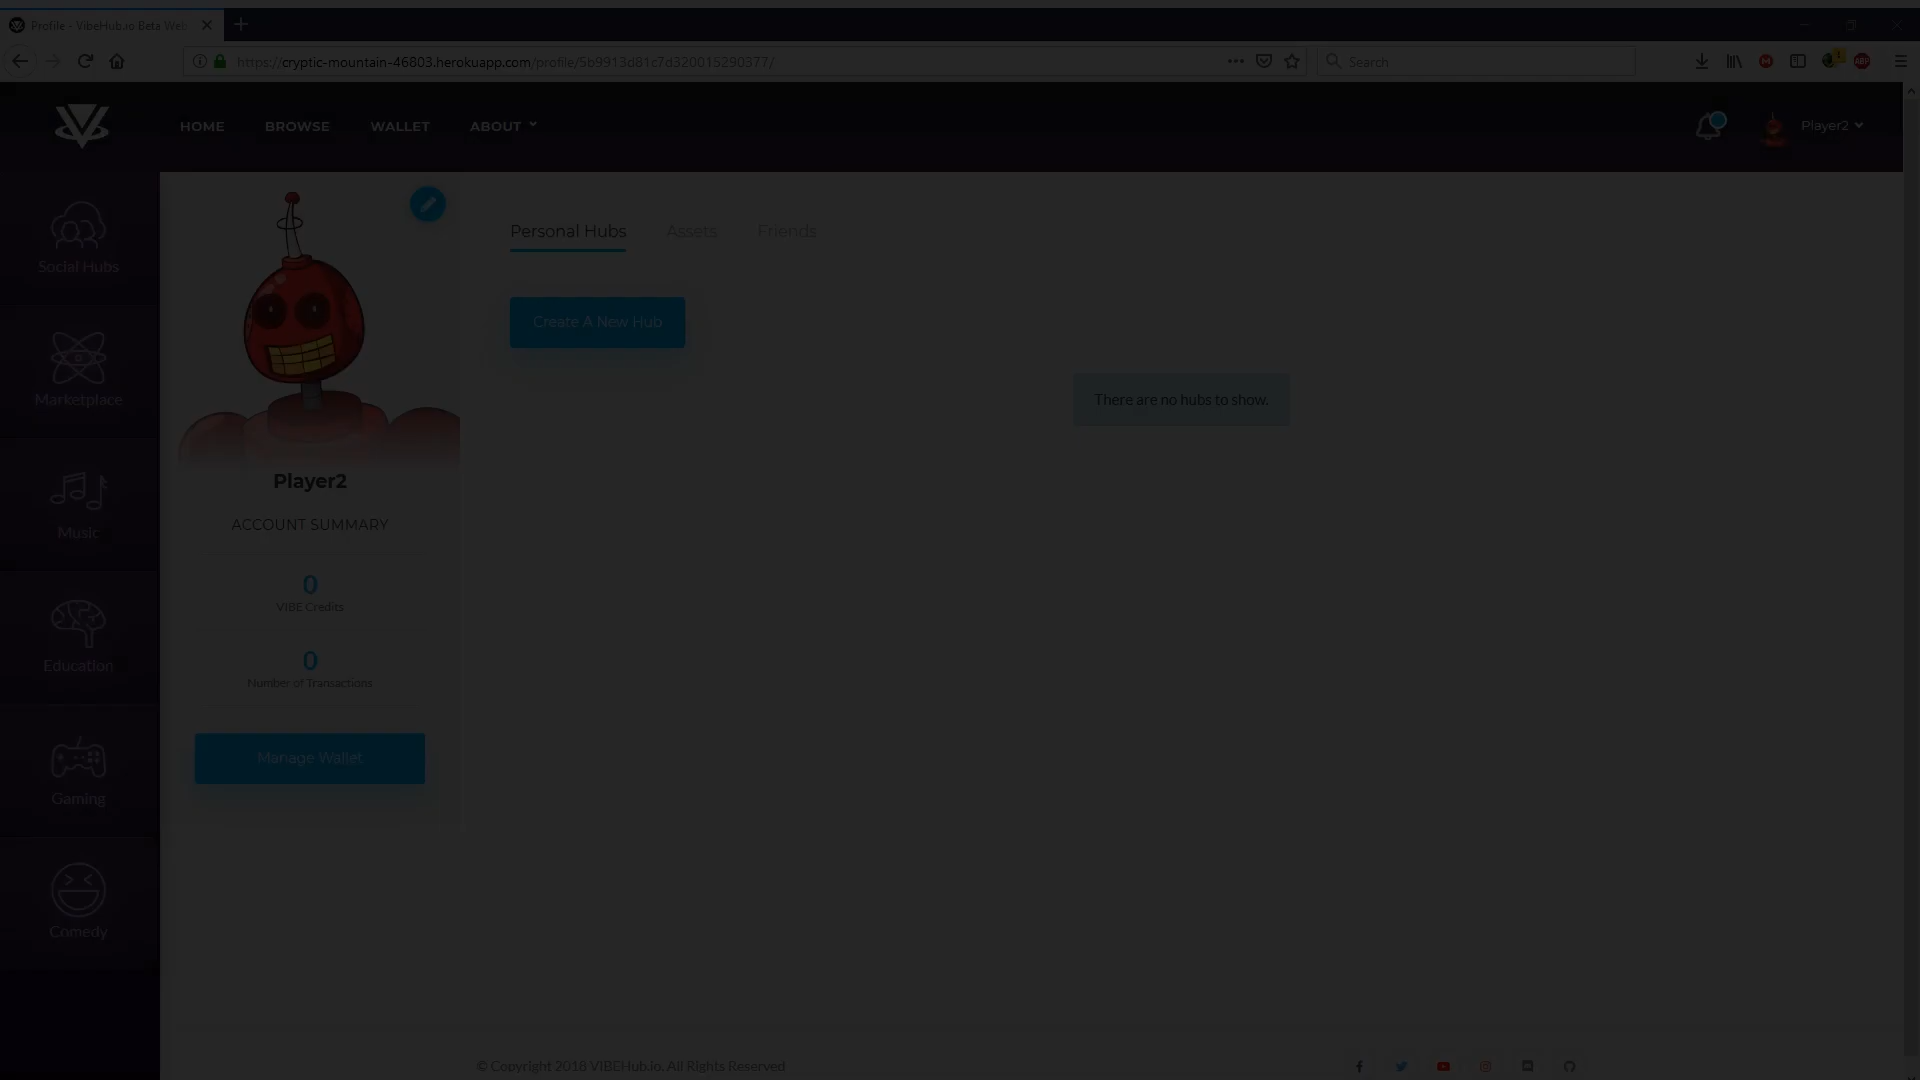 Profile - VibeHub.io Beta Web
https://cryptic-mountain-46803.herokuapp.com/profile/5b9913d81c7d320015290377/
Search
ABP
HOME
BROWSE
WALLET
ABOUT
Player2
Social Hubs
Marketplace
Music
Education
Gaming
Comedy
Player2
ACCOUNT SUMMARY
0
VIBE Credits
0
Number of Transactions
Manage Wallet
Personal Hubs
Assets
Friends
Create A New Hub
There are no hubs to show.
© Copyright 2018 VIBEHub.io. All Rights Reserved